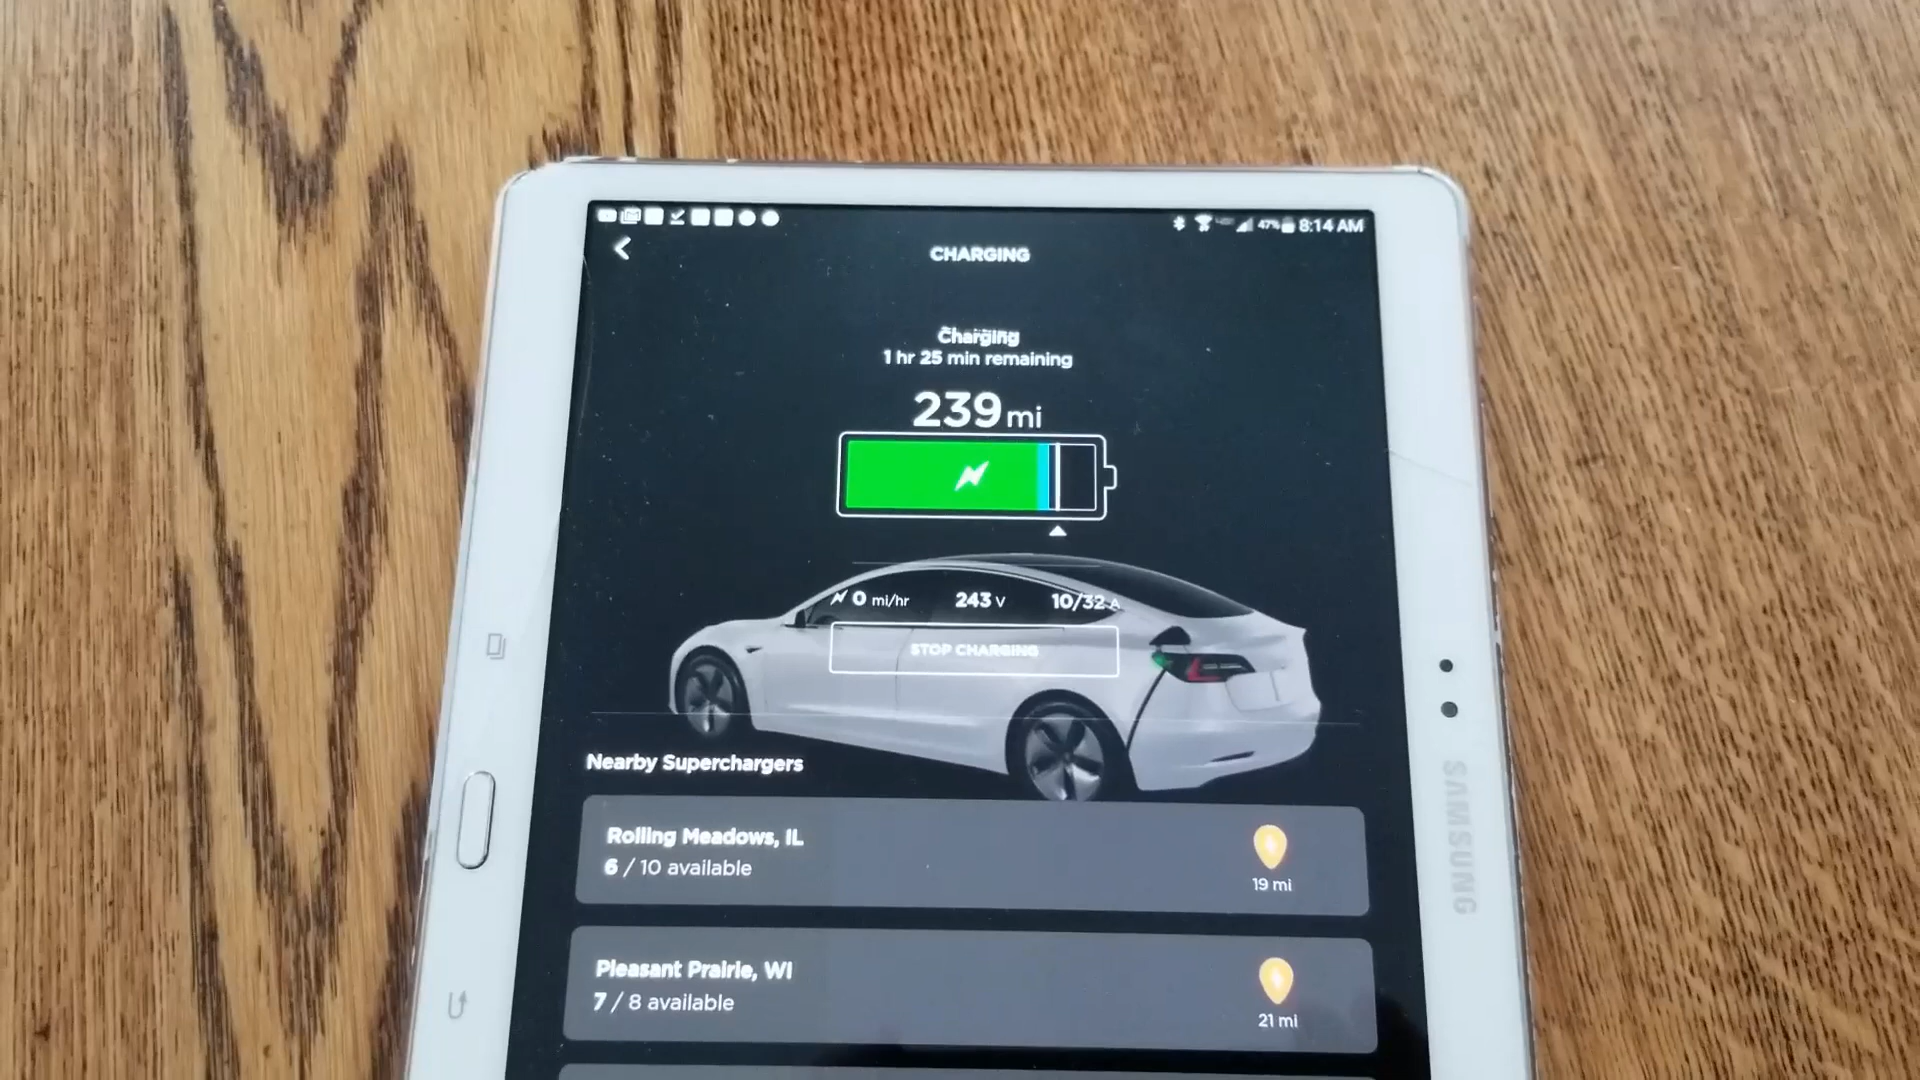 47% 8:14 AM
CHARGING
Charging
1 hr 25 min remaining
239 mi
0 mi/hr 243 V 10/32 A
STOP CHARGING
Nearby Superchargers
Rolling Meadows, IL
6 / 10 available
19 mi
Pleasant Prairie, WI
7 / 8 available
21 mi
SAMSUNG